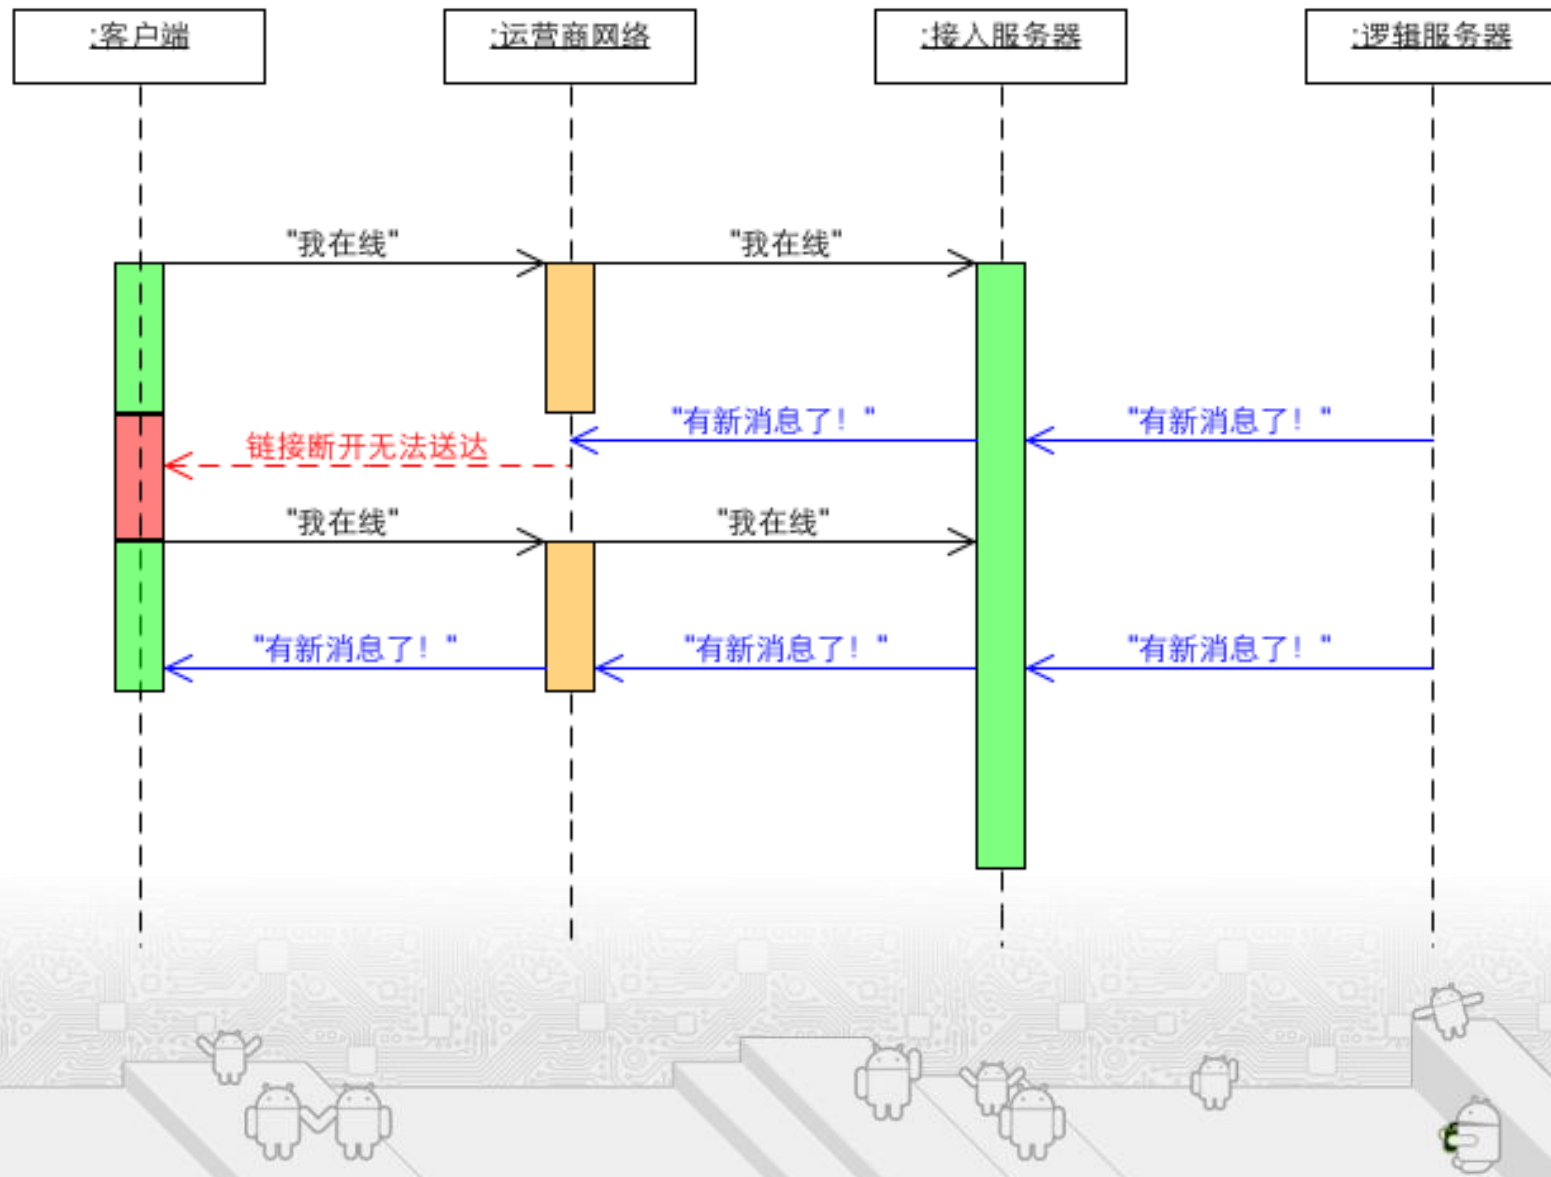 :客户端
:运营商网络
:接入服务器
:逻辑服务器
"我在线"
"我在线"
"有新消息了！"
"有新消息了！"
链接断开无法送达
"我在线"
"我在线"
"有新消息了！"
"有新消息了！"
"有新消息了！"